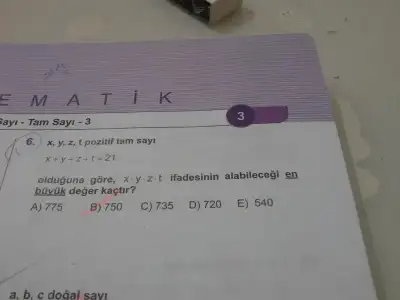 E M A T İ K
Sayı - Tam Sayı - 3
3
6. x, y, z, t pozitif tam sayı
x + y + z + t = 21
olduğuna göre, x·y·z·t ifadesinin alabileceği en
büyük değer kaçtır?
A) 775 B) 750 C) 735 D) 720 E) 540
a, b, c doğal sayı